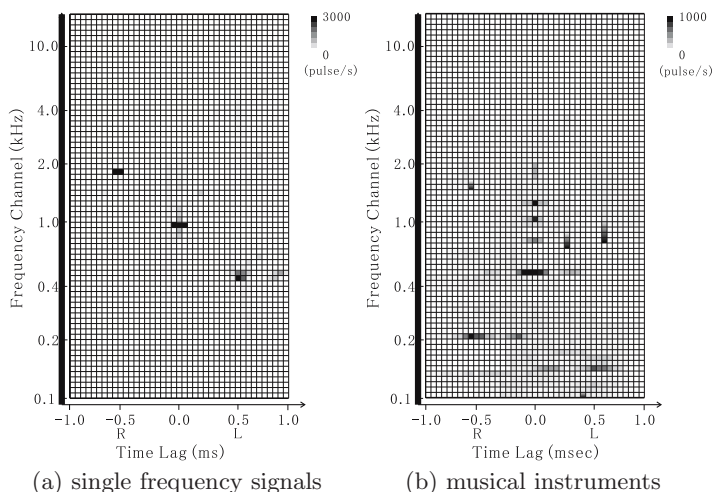 3000
0
(pulse/s)
10.0
4.0
2.0
1.0
0.4
0.2
0.1
Frequency Channel (kHz)
-1.0 -0.5 0.0 0.5 1.0
R L
Time Lag (ms)
(a) single frequency signals
1000
0
(pulse/s)
10.0
4.0
2.0
1.0
0.4
0.2
0.1
Frequency Channel (kHz)
-1.0 -0.5 0.0 0.5 1.0
R L
Time Lag (msec)
(b) musical instruments